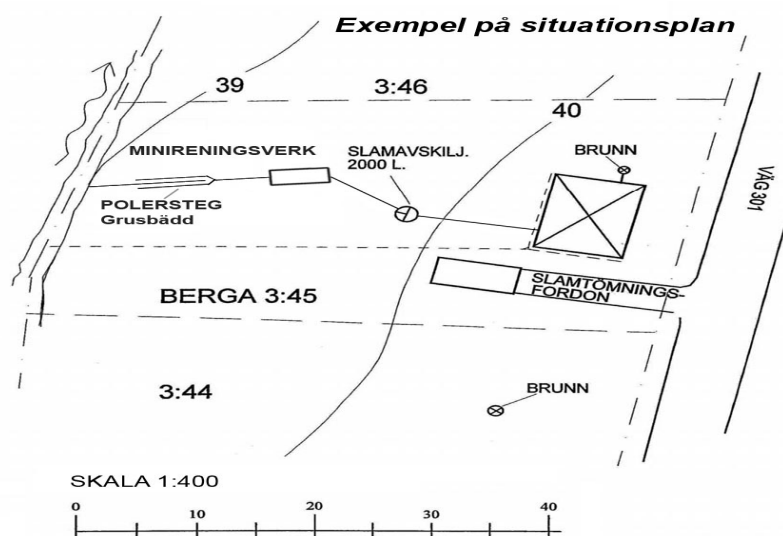 Exempel på situationsplan
39
3:46
40
MINIRENINGSVERK
SLAMAVSKILJ.
2000 L.
BRUNN
VÄG 301
POLERSTEG
Grusbädd
BERGA 3:45
SLAMTÖMNINGS-
FORDON
3:44
BRUNN
SKALA 1:400
0 10 20 30 40